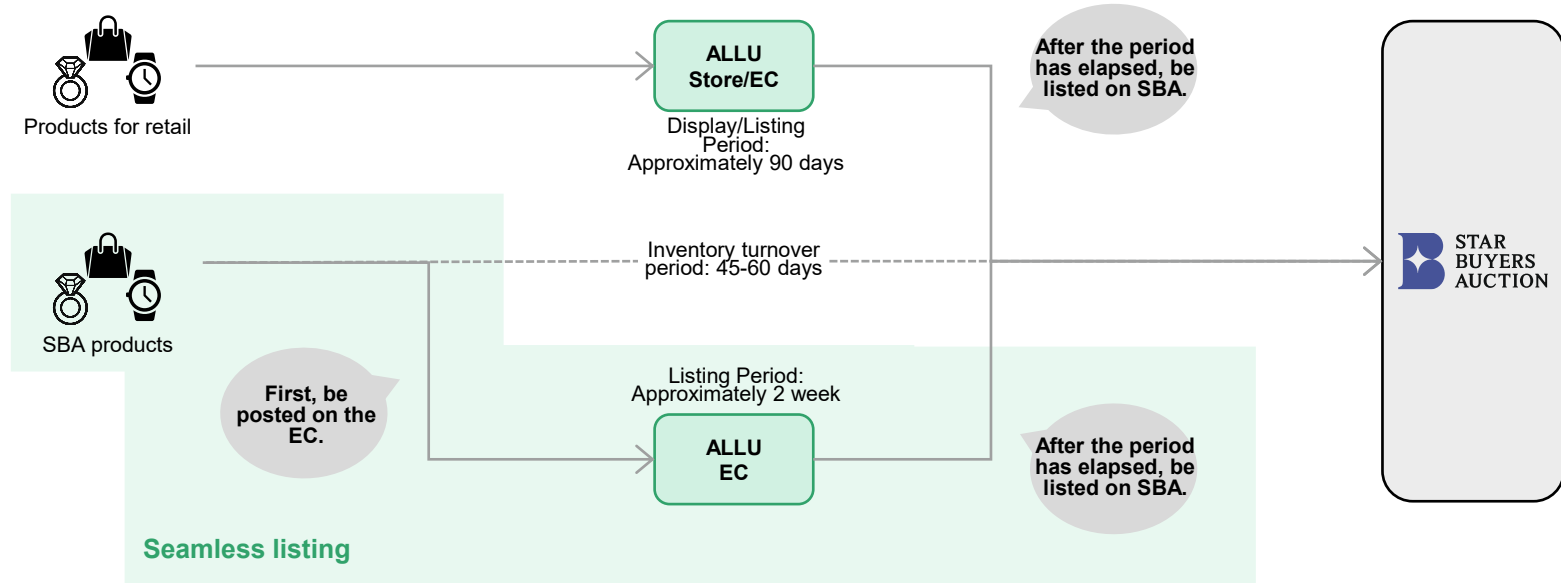 Products for retail
ALLU
Store/EC
Display/Listing
Period:
Approximately 90 days
After the period
has elapsed, be
listed on SBA.
SBA products
Inventory turnover
period: 45-60 days
STAR
BUYERS
AUCTION
First, be
posted on the
EC.
Listing Period:
Approximately 2 week
ALLU
EC
After the period
has elapsed, be
listed on SBA.
Seamless listing